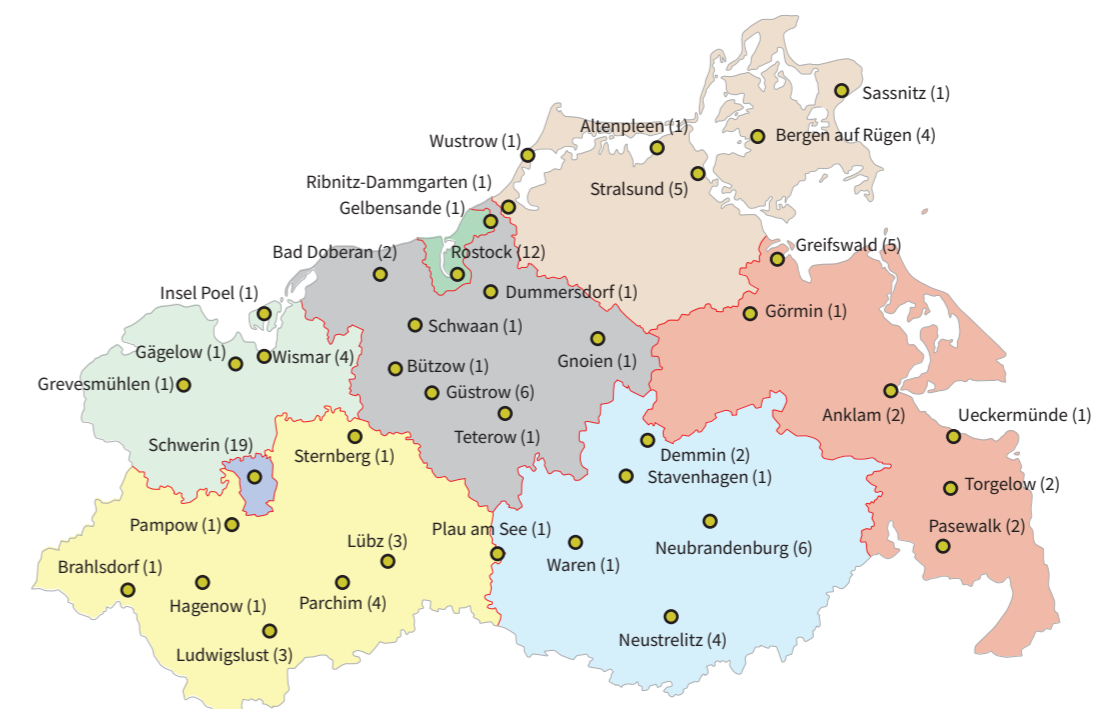 Sassnitz (1)
Altenpleen (1)
Bergen auf Rügen (4)
Wustrow (1)
Ribnitz-Dammgarten (1)
Stralsund (5)
Gelbensande (1)
Greifswald (5)
Bad Doberan (2)
Rostock (12)
Insel Poel (1)
Dummersdorf (1)
Görmin (1)
Schwaan (1)
Gägelow (1)
Wismar (4)
Gnoien (1)
Bützow (1)
Grevesmühlen (1)
Güstrow (6)
Anklam (2)
Ueckermünde (1)
Teterow (1)
Schwerin (19)
Sternberg (1)
Demmin (2)
Stavenhagen (1)
Torgelow (2)
Pampow (1)
Plau am See (1)
Pasewalk (2)
Lübz (3)
Neubrandenburg (6)
Waren (1)
Brahlsdorf (1)
Hagenow (1)
Parchim (4)
Neustrelitz (4)
Ludwigslust (3)